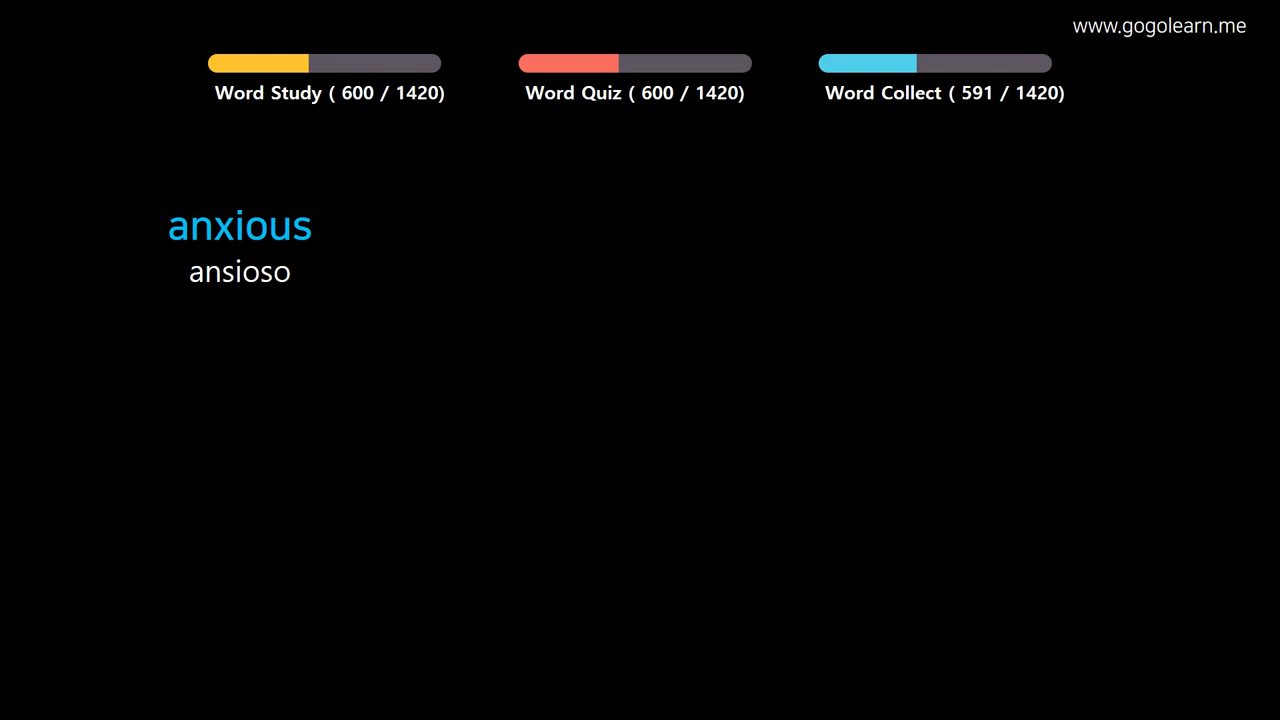 www.gogolearn.me
Word Study ( 600 / 1420)
Word Quiz ( 600 / 1420)
Word Collect ( 591 / 1420)
anxious
ansioso